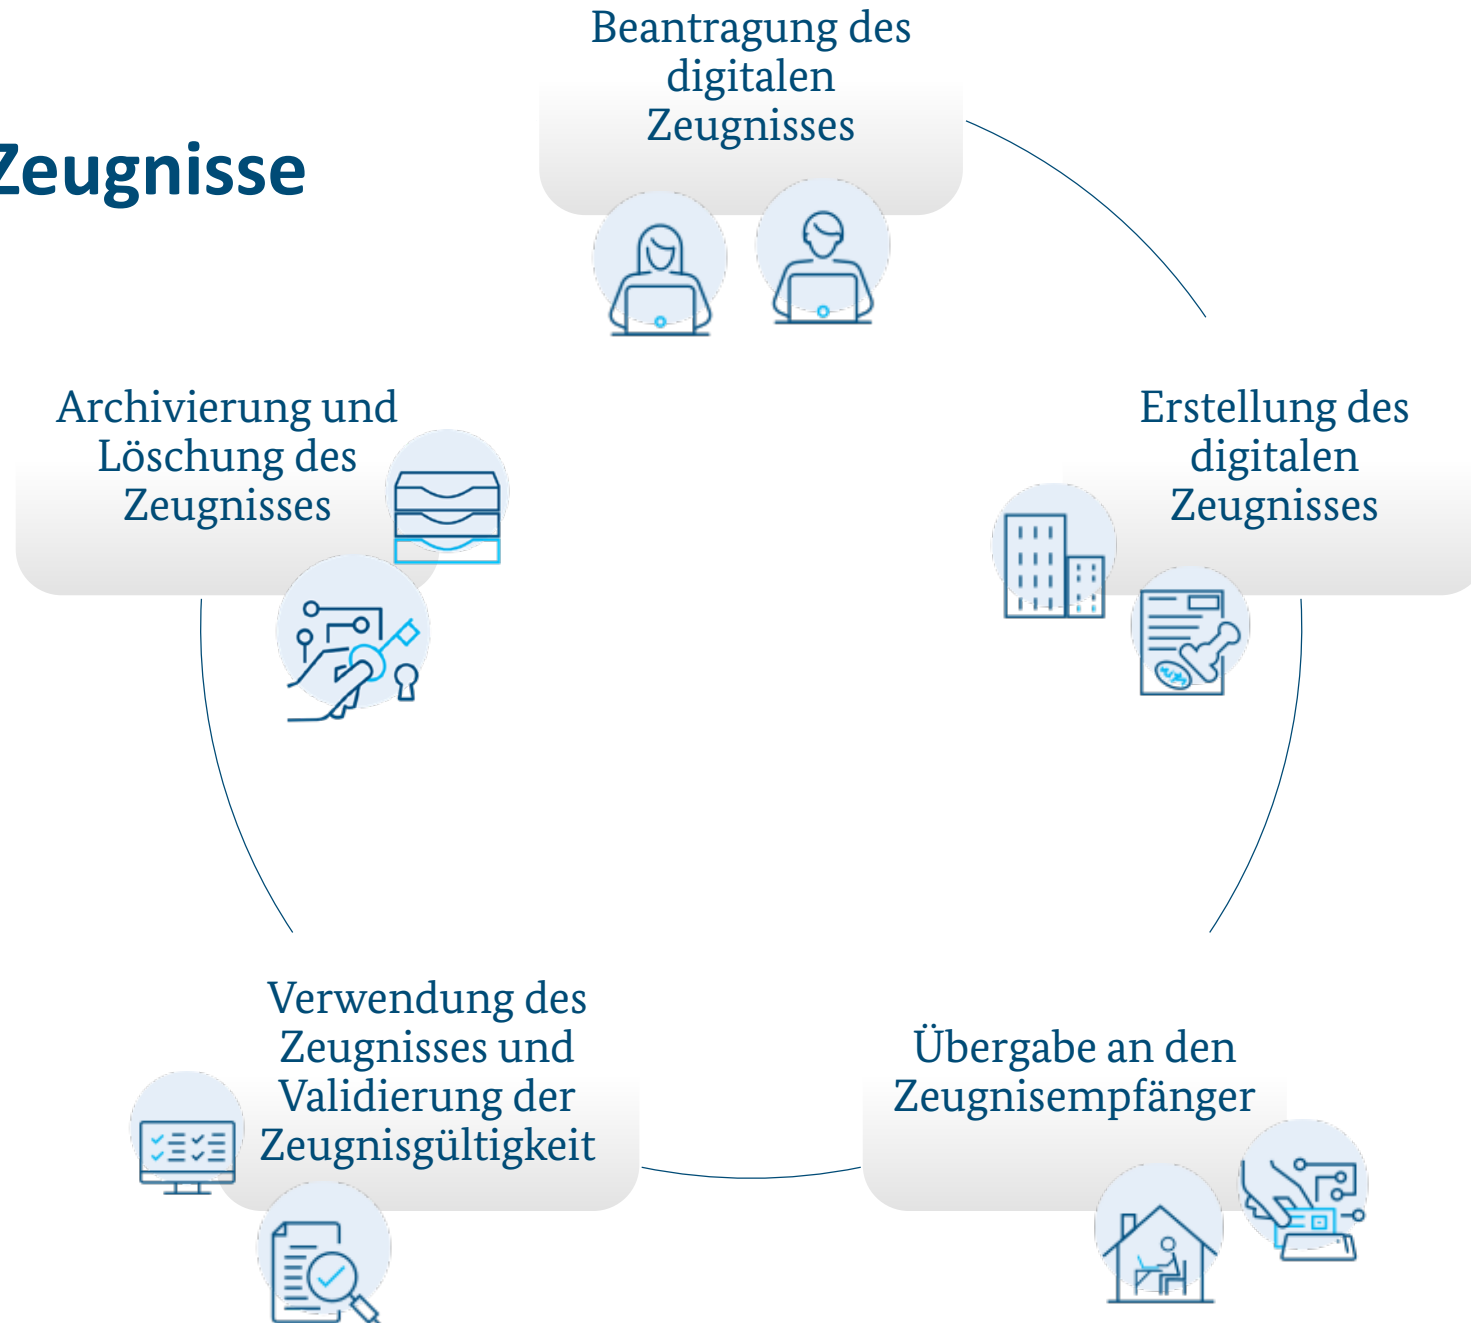 Zeugnisse
Beantragung des
digitalen
Zeugnisses
Erstellung des
digitalen
Zeugnisses
Übergabe an den
Zeugnisempfänger
Verwendung des
Zeugnisses und
Validierung der
Zeugnisgültigkeit
Archivierung und
Löschung des
Zeugnisses